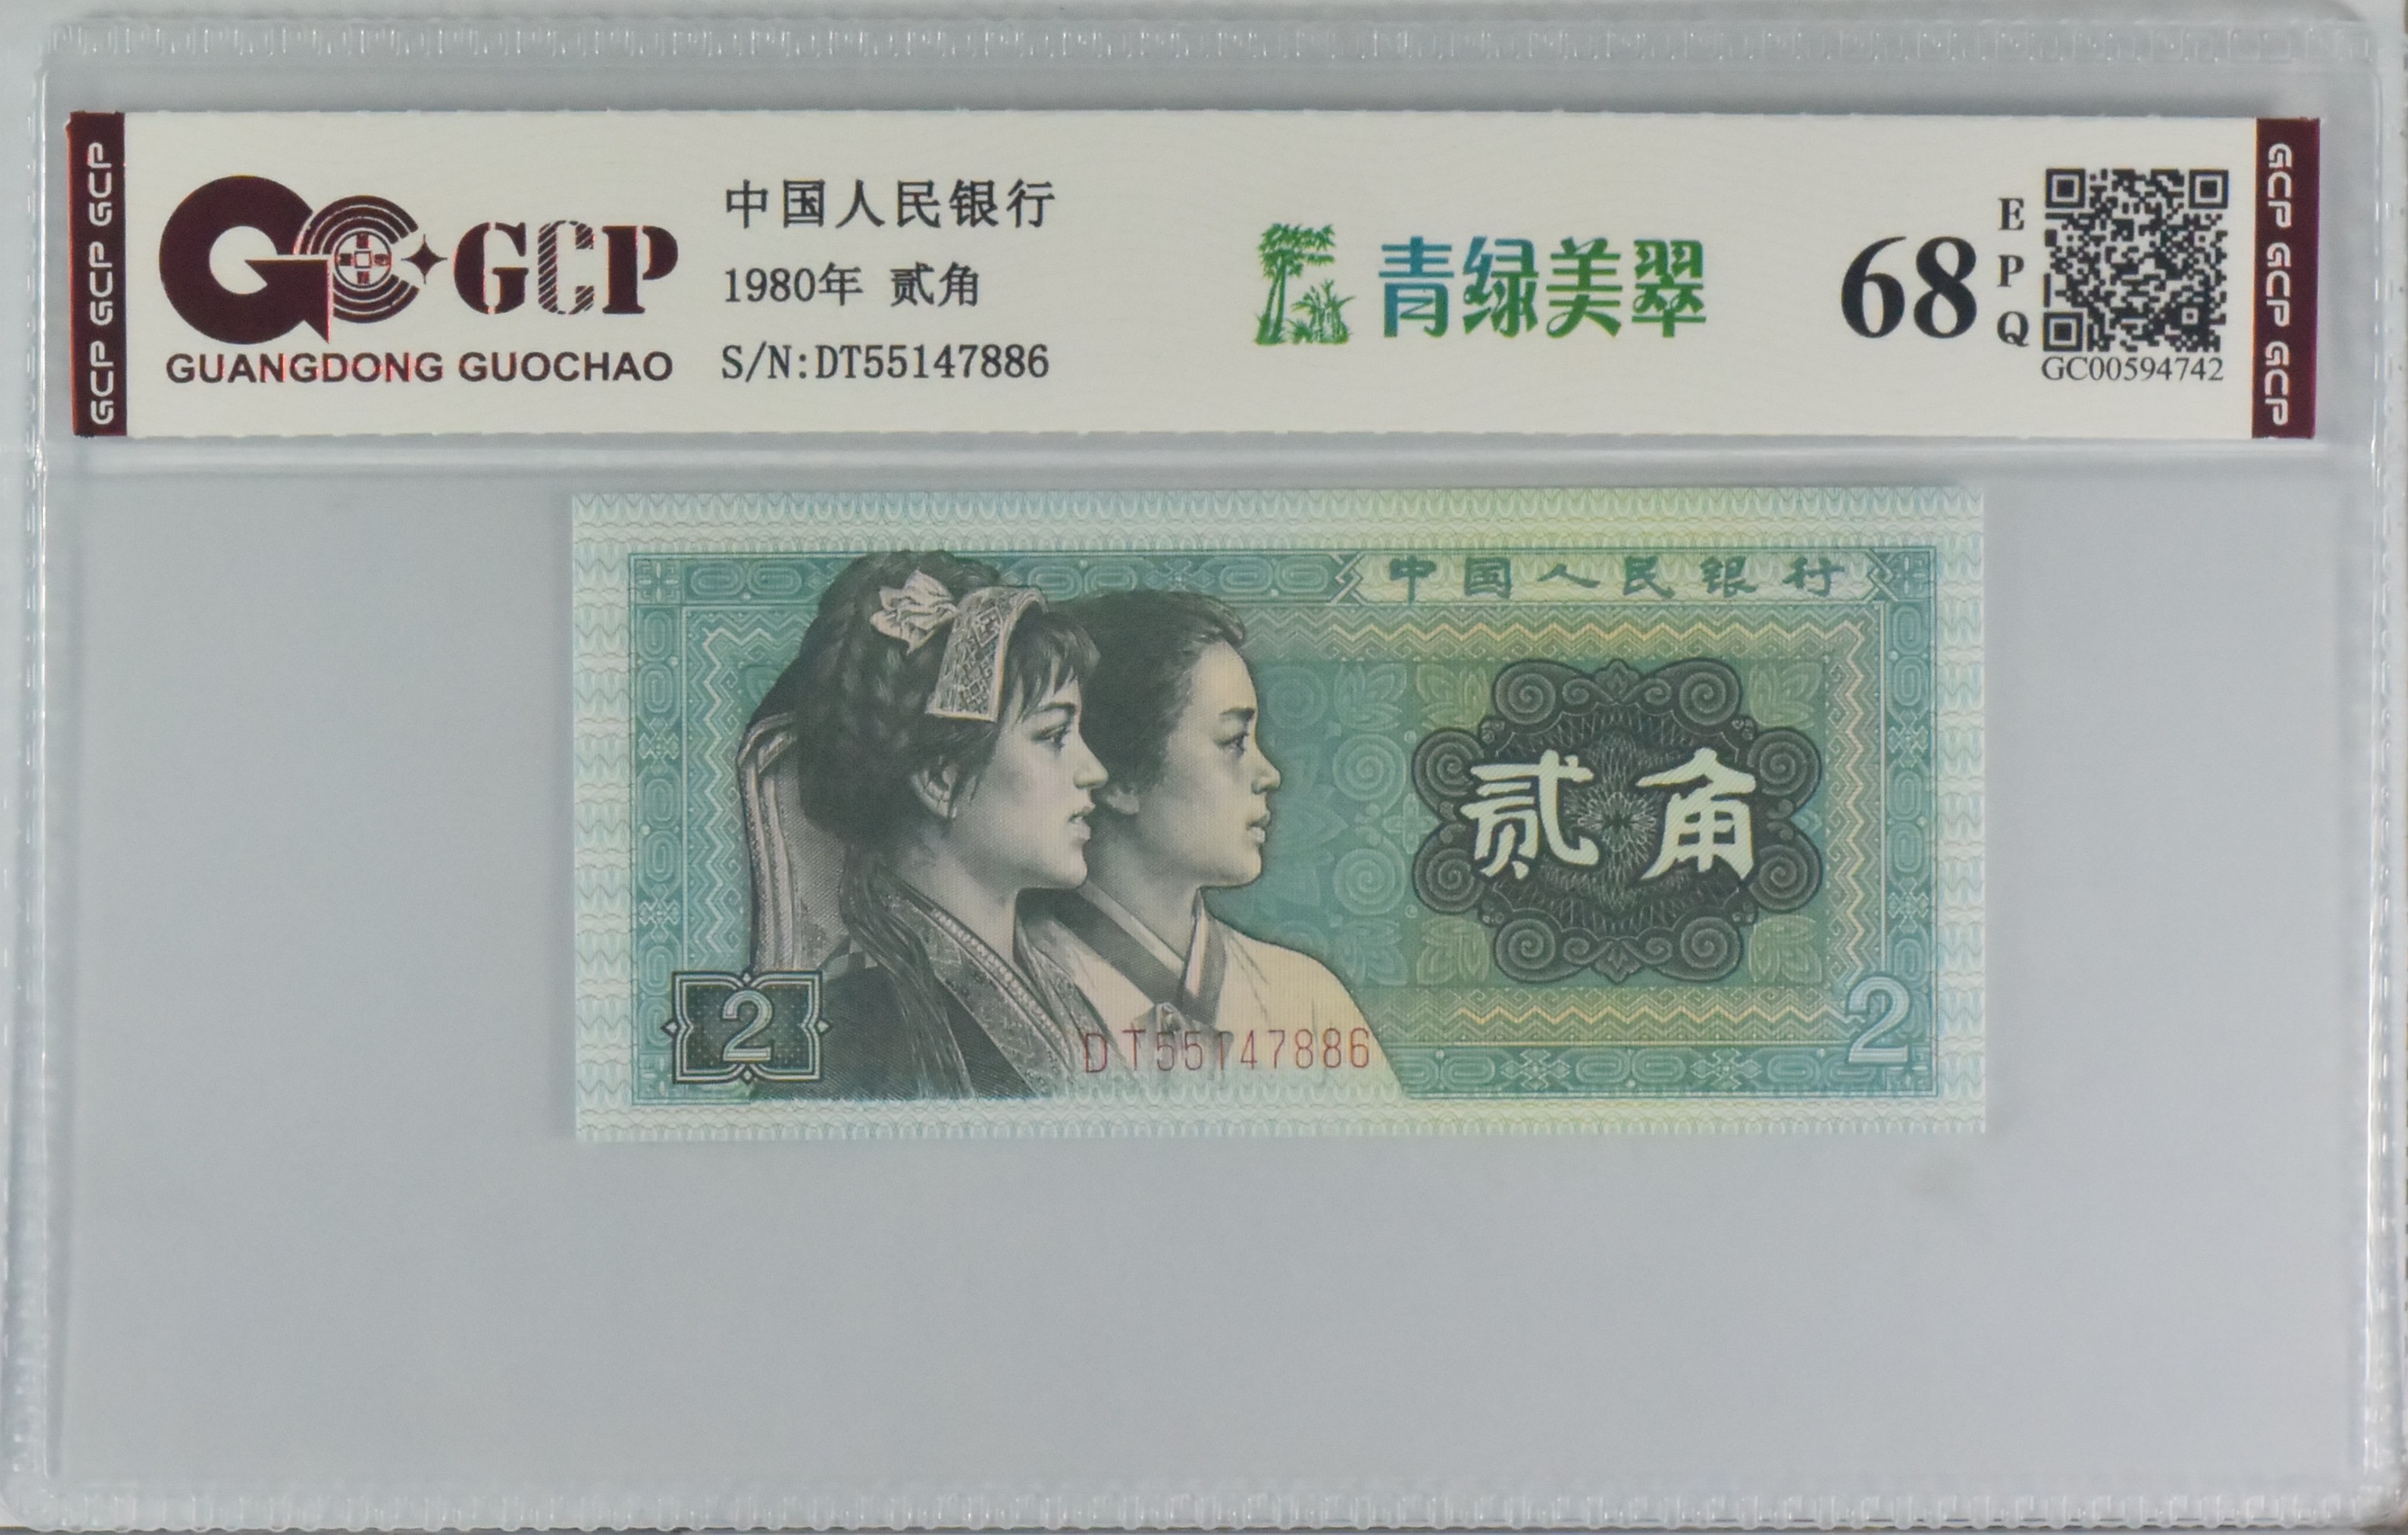 GCP GCP GCP
GCP
GUANGDONG GUOCHAO
中国人民银行
1980年 贰角
S/N:DT55147886
青绿美翠
68
EPQ
GC00594742
GCP GCP GCP
中国人民银行
贰角
2
DT55147886
2